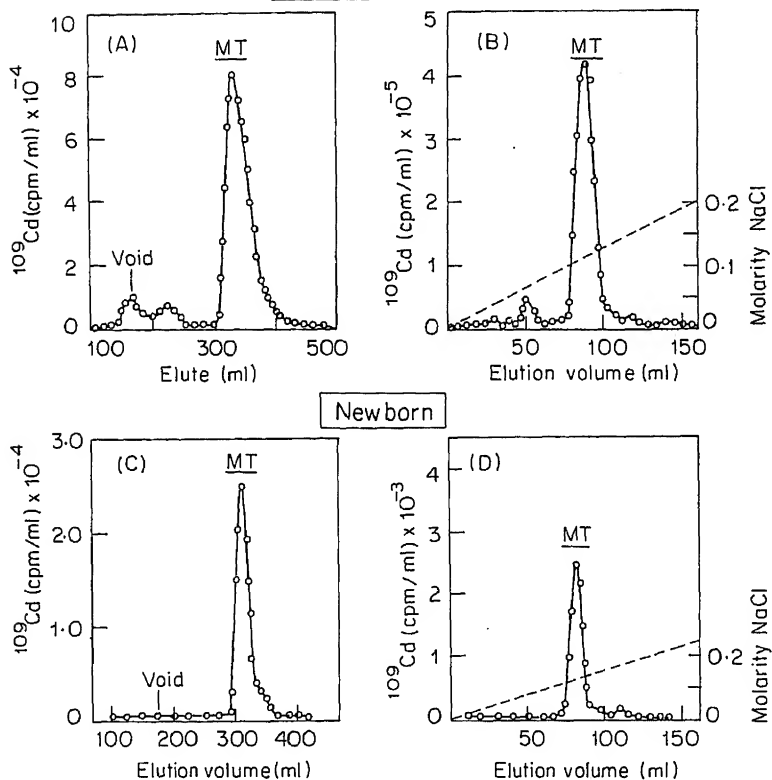 (A)
MT
10
8
6
4
2
0
109Cd (cpm/ml) x 10-4
Void
100 200 300 400 500
Elute (ml)
(B)
MT
5
4
3
2
1
0
109Cd (cpm/ml) x 10-5
0·2
0·1
0
Molarity NaCl
50 100 150
Elution volume (ml)
Newborn
(C)
MT
3.0
2.0
1·0
0
109Cd (cpm/ml) x 10-4
Void
100 200 300 400
Elution volume (ml)
(D)
MT
4
3
2
1
0
109Cd (cpm/ml) x 10-3
0·2
0
Molarity NaCl
0 50 100 150
Elution volume (ml)